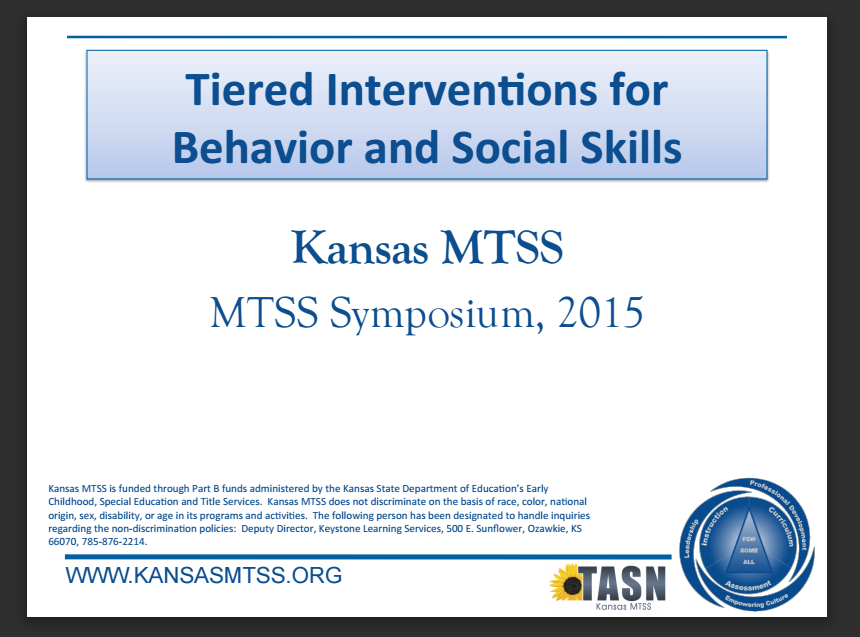 Tiered Interventions for
Behavior and Social Skills
Kansas MTSS
MTSS Symposium, 2015
Kansas MTSS is funded through Part B funds administered by the Kansas State Department of Education's Early
Childhood, Special Education and Title Services.  Kansas MTSS does not discriminate on the basis of race, color, national
origin, sex, disability, or age in its programs and activities.  The following person has been designated to handle inquiries
regarding the non-discrimination policies:  Deputy Director, Keystone Learning Services, 500 E. Sunflower, Ozawkie, KS
66070, 785-876-2214.
WWW.KANSASMTSS.ORG
TASN
Kansas MTSS
Leadership
Professional Development
Empowering Culture
Instruction
Curriculum
Assessment
FEW
SOME
ALL